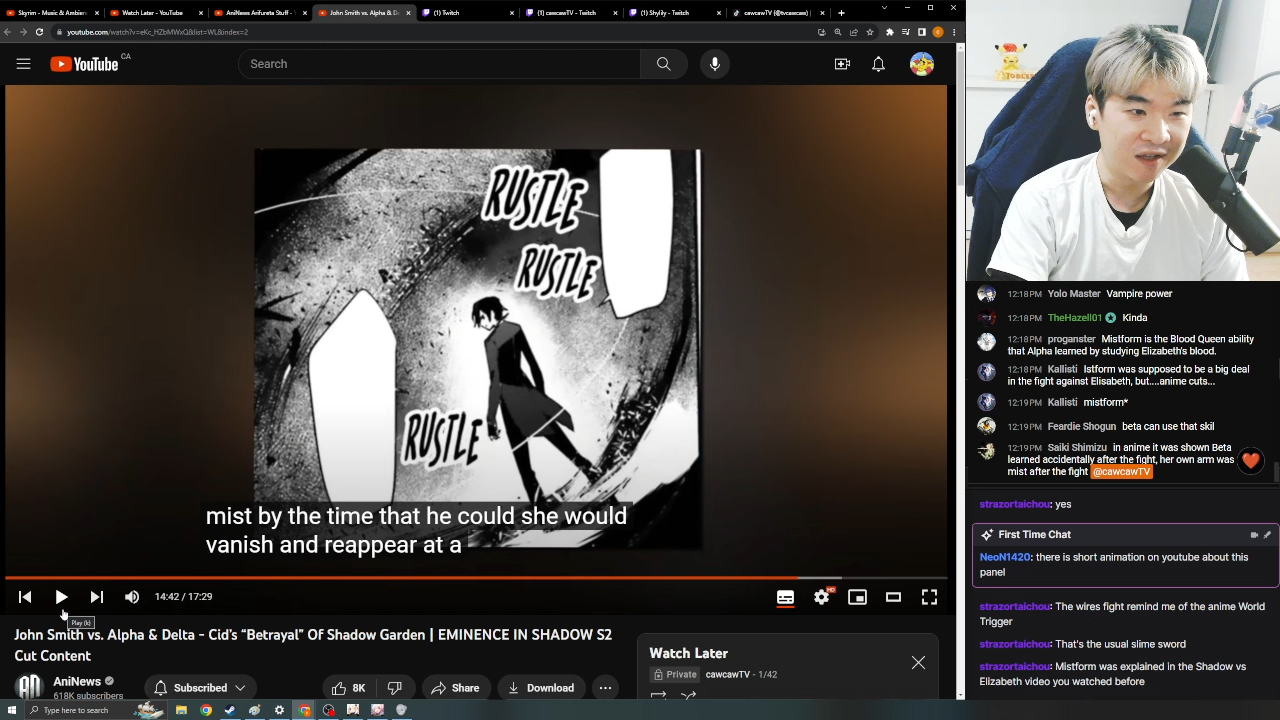 Slgrim - Music & Ambien
Watch Later - YouTube
AniNews Arifureta Stuff -
John Smith vs. Alpha & D
(1) Twitch
(1) cawcawTV - Twitch
(3) Shylily - Twitch
cawcawTV (@tvcawcaw) |
youtube.com/watch?v=eKc_HZbMWxQ&list=WL&index=2
YouTube CA
Search
RUSTLE
RUSTLE
RUSTLE
mist by the time that he could she would
vanish and reappear at a
14:42 / 17:29
HD
Play (k)
John Smith vs. Alpha & Delta - Cid's “Betrayal” Of Shadow Garden | EMINENCE IN SHADOW S2
Cut Content
AniNews
618K subscribers
Subscribed
8K
Share
Download
Watch Later
Private cawcawTV - 1/42
Type here to search
12:18PM Yolo Master Vampire power
12:18PM TheHazell01 Kinda
12:18PM proganster Mistform is the Blood Queen ability
that Alpha learned by studying Elizabeth's blood.
12:18PM Kallisti Istform was supposed to be a big deal
in the fight against Elisabeth, but....anime cuts...
12:19PM Kallisti mistform*
12:19PM Feardie Shogun beta can use that skil
12:19PM Saiki Shimizu in anime it was shown Beta
learned accidentally after the fight, her own arm was
mist after the fight @cawcawTV
strazortaichou: yes
First Time Chat
NeoN1420: there is short animation on youtube about this
panel
strazortaichou: The wires fight remind me of the anime World
Trigger
strazortaichou: That's the usual slime sword
strazortaichou: Mistform was explained in the Shadow vs
Elizabeth video you watched before